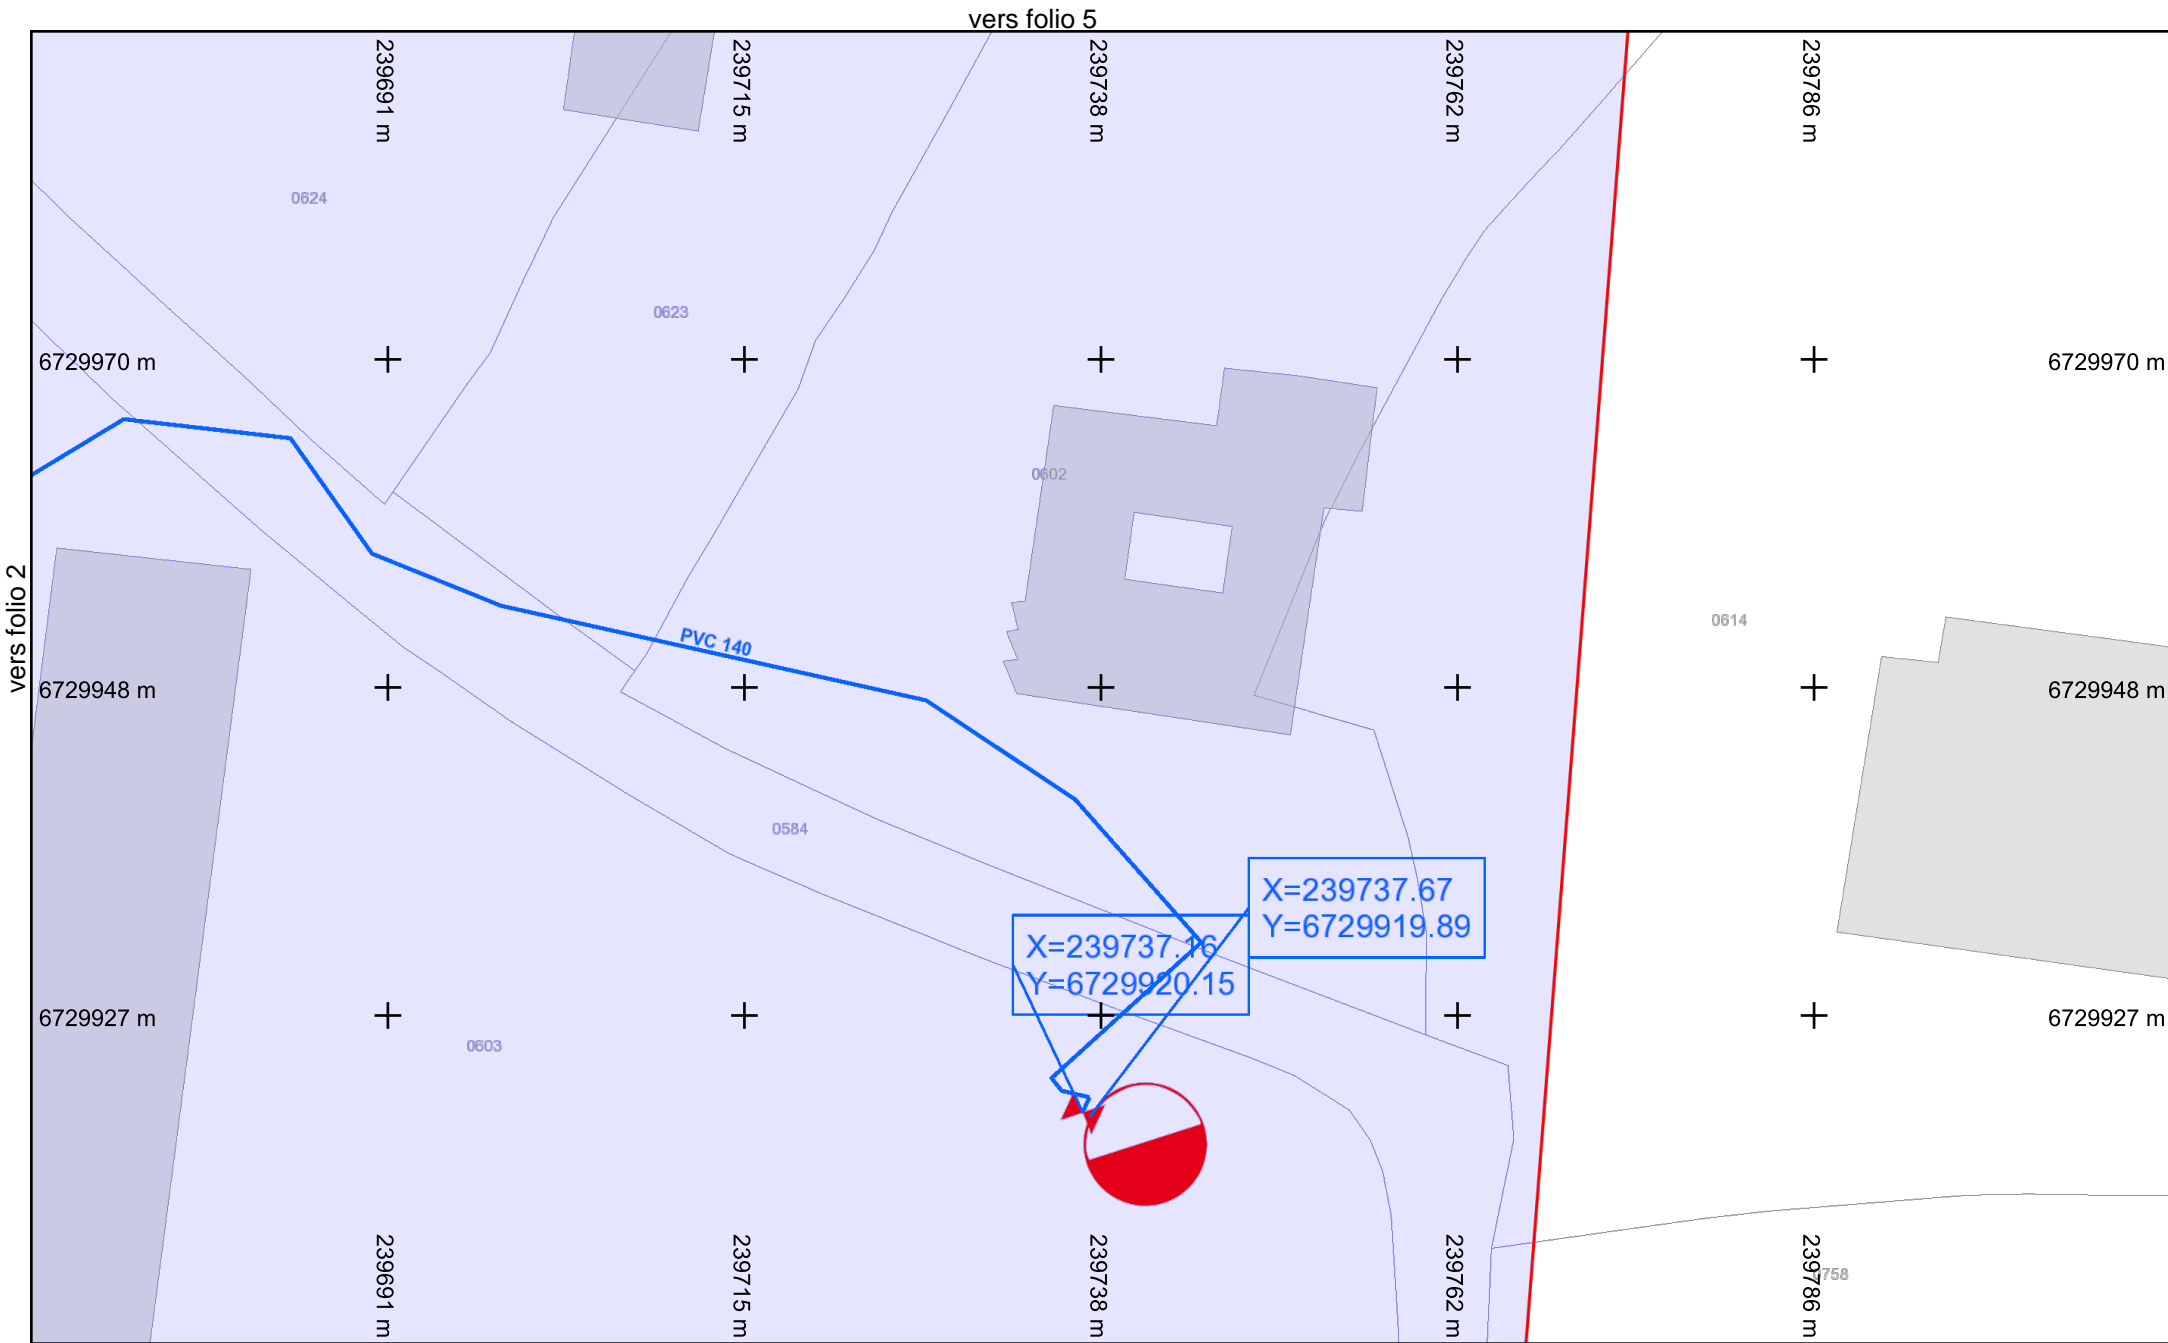 vers folio 5
239691 m
239715 m
239738 m
239762 m
239786 m
0624
0623
6729970 m
6729970 m
0602
vers folio 2
0614
PVC 140
6729948 m
6729948 m
0584
X=239737.67
Y=6729919.89
X=239737.16
Y=6729920.15
6729927 m
6729927 m
0603
239691 m
239715 m
239738 m
239762 m
239786 m
0758